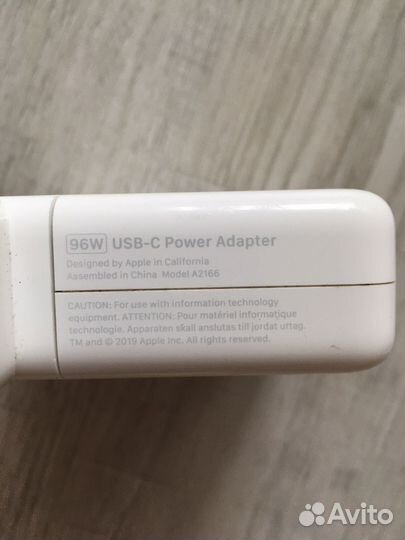 96W USB-C Power Adapter
Designed by Apple in California
Assembled in China Model A2166
CAUTION: For use with information technology
equipment. ATTENTION: Pour matériel informatique
technologie. Apparaten skall anslutas till jordat uttag.
TM and © 2019 Apple Inc. All rights reserved.
Avito